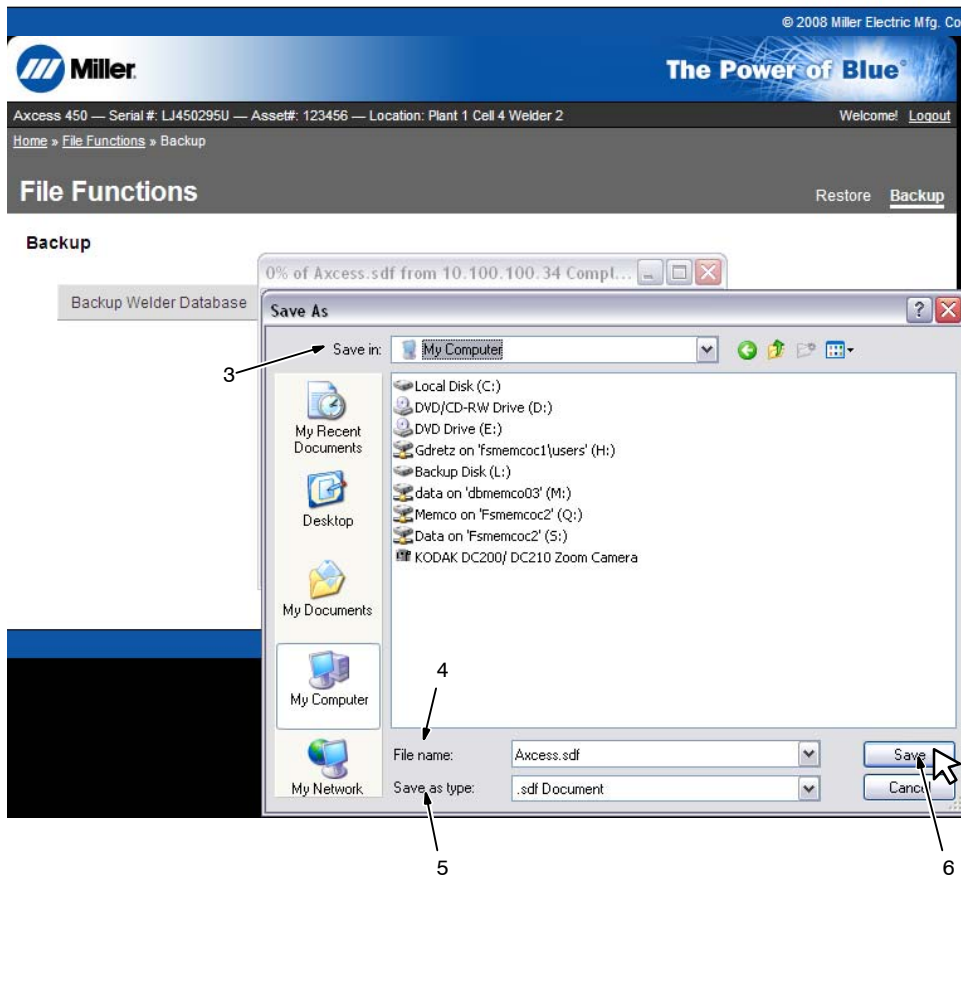 © 2008 Miller Electric Mfg. Co
Miller
The Power of Blue®
Axcess 450 — Serial #: LJ450295U — Asset#: 123456 — Location: Plant 1 Cell 4 Welder 2
Welcome! Logout
Home » File Functions » Backup
File Functions
Restore Backup
Backup
0% of Axcess.sdf from 10.100.100.34 Compl...
Backup Welder Database
Save As
3
Save in:
My Computer
My Recent Documents
Desktop
My Documents
My Computer
My Network
Local Disk (C:)
DVD/CD-RW Drive (D:)
DVD Drive (E:)
Gdretz on 'fsmemcoc1\users' (H:)
Backup Disk (L:)
data on 'dbmemco03' (M:)
Memco on 'Fsmemcoc2' (Q:)
Data on 'Fsmemcoc2' (S:)
KODAK DC200/ DC210 Zoom Camera
4
File name:
Axcess.sdf
Save
Save as type:
.sdf Document
Cancel
5
6